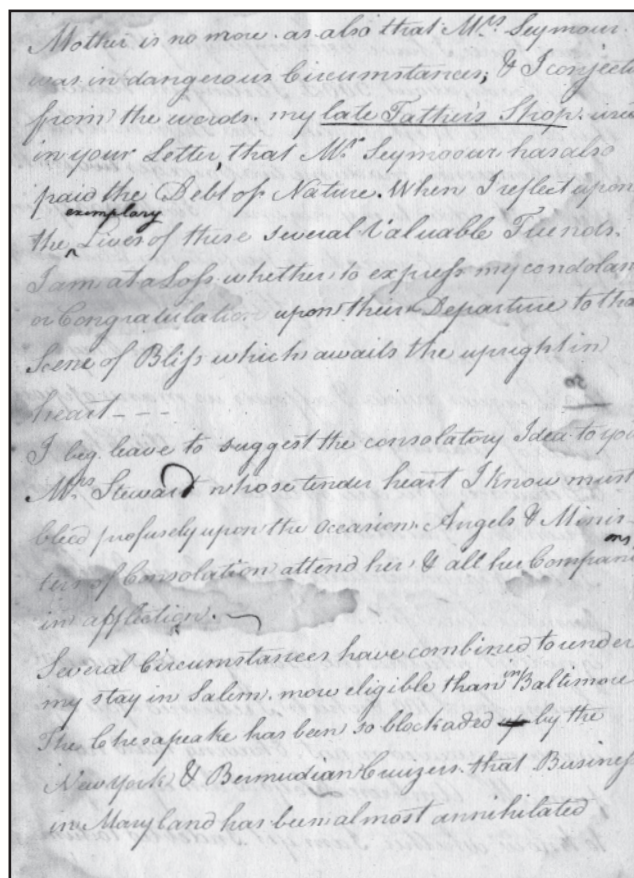 Mother is no more. as also that Mrs Seymour.
was in dangerous Circumstances; & I conject
from the words. my late Father's Shop. used
in your Letter, that Mr Seymoour has also
paid the Debt of Nature. When I reflect upon
exemplary
the ^ Lives of these several Valuable Friends.
I am at a Loss whether to express my condolan
or Congratulation upon their Departure to tha
Scene of Bliss which awaits the upright in
heart - - -
50
I beg leave to suggest the consolatory Idea to you
Mrs Steward whose tender heart I know must
bleed profusely upon the occasion. Angels & Minis
ters of Consolation attend her & all her Compani
ons
in affliction.
Several Circumstances have combined to under
my stay in Salem. more eligible than in Baltimore
The Chesapeake has been so blockaded by the
New York & Bermudian Cruizers. that Business
in Maryland has been almost annihilated